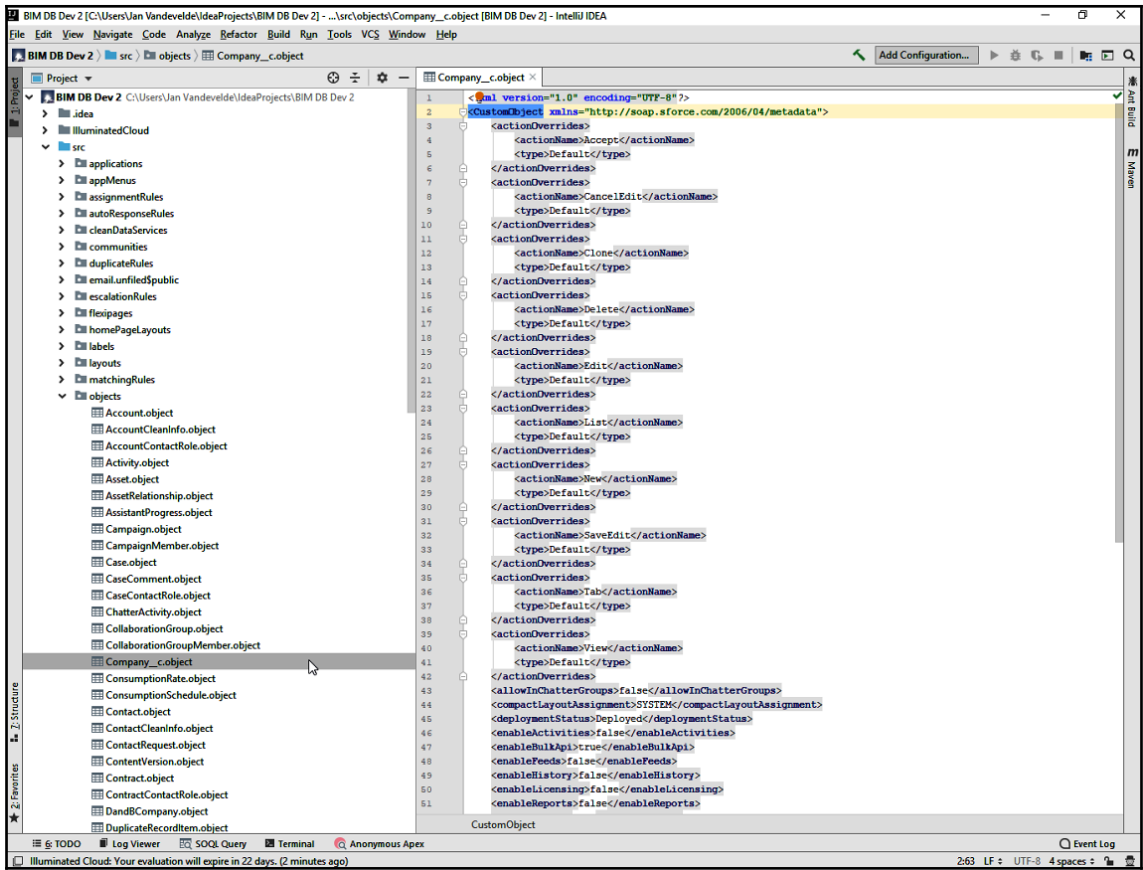 BIM DB Dev 2 [C:\Users\Jan Vandevelde\IdeaProjects\BIM DB Dev 2] - ...\src\objects\Company__c.object [BIM DB Dev 2] - IntelliJ IDEA
File Edit View Navigate Code Analyze Refactor Build Run Tools VCS Window Help
BIM DB Dev 2 src objects Company__c.object Add Configuration...
Project
Company__c.object
1: Project
BIM DB Dev 2 C:\Users\Jan Vandevelde\IdeaProjects\BIM DB Dev 2
.idea
IlluminatedCloud
src
applications
appMenus
assignmentRules
autoResponseRules
cleanDataServices
communities
duplicateRules
email.unfiled$public
escalationRules
flexipages
homePageLayouts
labels
layouts
matchingRules
objects
Account.object
AccountCleanInfo.object
AccountContactRole.object
Activity.object
Asset.object
AssetRelationship.object
AssistantProgress.object
Campaign.object
CampaignMember.object
Case.object
CaseComment.object
CaseContactRole.object
ChatterActivity.object
CollaborationGroup.object
CollaborationGroupMember.object
Company__c.object
ConsumptionRate.object
ConsumptionSchedule.object
Contact.object
ContactCleanInfo.object
ContactRequest.object
ContentVersion.object
Contract.object
ContractContactRole.object
DandBCompany.object
DuplicateRecordItem.object
7: Structure
2: Favorites
1 <?xml version="1.0" encoding="UTF-8"?>
2 <CustomObject xmlns="http://soap.sforce.com/2006/04/metadata">
3 <actionOverrides>
4 <actionName>Accept</actionName>
5 <type>Default</type>
6 </actionOverrides>
7 <actionOverrides>
8 <actionName>CancelEdit</actionName>
9 <type>Default</type>
10 </actionOverrides>
11 <actionOverrides>
12 <actionName>Clone</actionName>
13 <type>Default</type>
14 </actionOverrides>
15 <actionOverrides>
16 <actionName>Delete</actionName>
17 <type>Default</type>
18 </actionOverrides>
19 <actionOverrides>
20 <actionName>Edit</actionName>
21 <type>Default</type>
22 </actionOverrides>
23 <actionOverrides>
24 <actionName>List</actionName>
25 <type>Default</type>
26 </actionOverrides>
27 <actionOverrides>
28 <actionName>New</actionName>
29 <type>Default</type>
30 </actionOverrides>
31 <actionOverrides>
32 <actionName>SaveEdit</actionName>
33 <type>Default</type>
34 </actionOverrides>
35 <actionOverrides>
36 <actionName>Tab</actionName>
37 <type>Default</type>
38 </actionOverrides>
39 <actionOverrides>
40 <actionName>View</actionName>
41 <type>Default</type>
42 </actionOverrides>
43 <allowInChatterGroups>false</allowInChatterGroups>
44 <compactLayoutAssignment>SYSTEM</compactLayoutAssignment>
45 <deploymentStatus>Deployed</deploymentStatus>
46 <enableActivities>false</enableActivities>
47 <enableBulkApi>true</enableBulkApi>
48 <enableFeeds>false</enableFeeds>
49 <enableHistory>false</enableHistory>
50 <enableLicensing>false</enableLicensing>
51 <enableReports>false</enableReports>
CustomObject
Ant Build
m Maven
6: TODO Log Viewer SOQL Query Terminal Anonymous Apex Event Log
Illuminated Cloud: Your evaluation will expire in 22 days. (2 minutes ago) 2:63 LF UTF-8 4 spaces